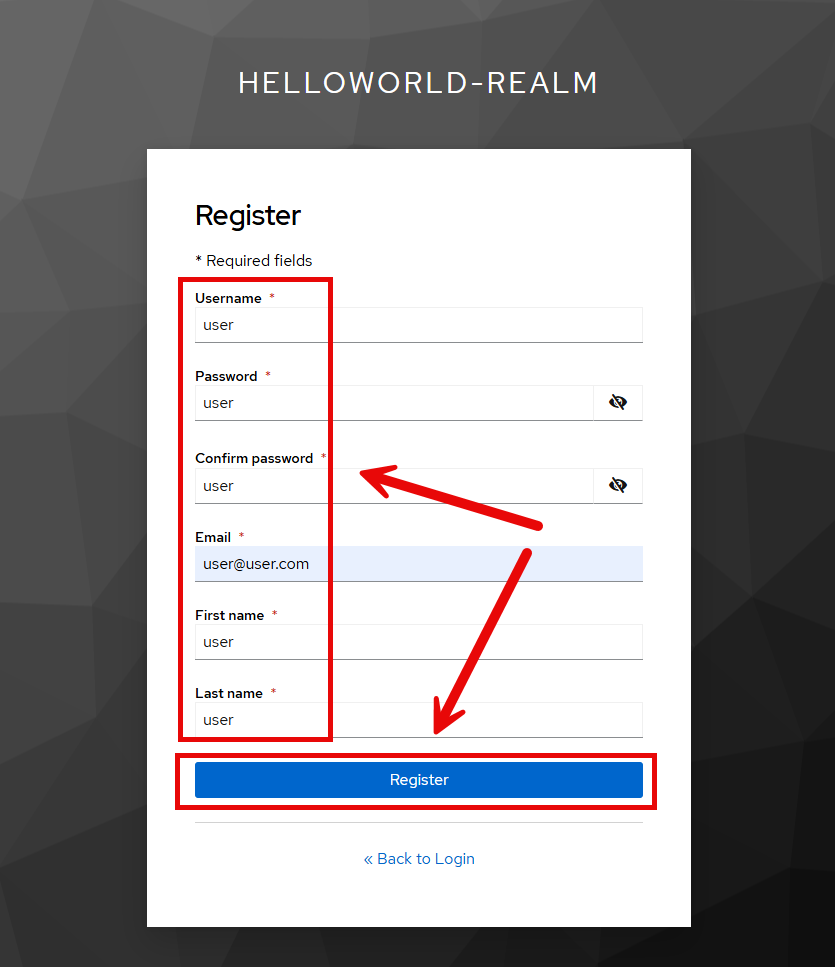 HELLOWORLD-REALM
Register
* Required fields
Username *
user
Password *
user
Confirm password *
user
Email *
user@user.com
First name *
user
Last name *
user
Register
« Back to Login